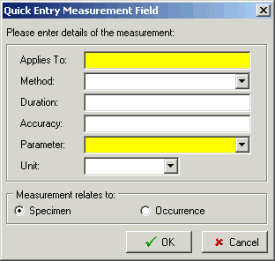 Quick Entry Measurement Field
Please enter details of the measurement:
Applies To:
Method:
Duration:
Accuracy:
Parameter:
Unit:
Measurement relates to:
Specimen Occurrence
OK Cancel